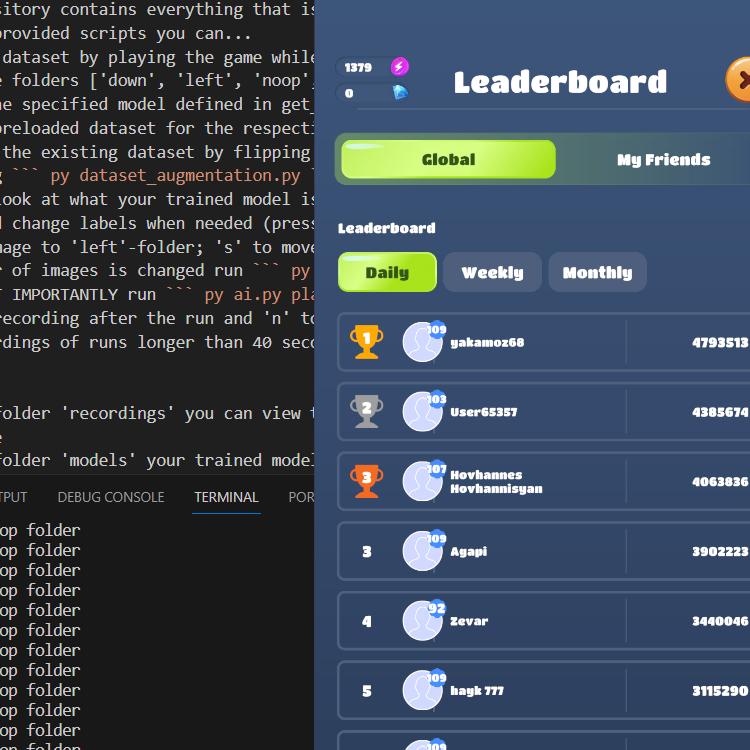 sitory contains everything that is
provided scripts you can...
dataset by playing the game while
e folders ['down', 'left', 'noop',
he specified model defined in get_
preloaded dataset for the respecti
the existing dataset by flipping
g ``` py dataset_augmentation.py
look at what your trained model is
d change labels when needed (press
mage to 'left'-folder; 's' to move
r of images is changed run ``` py
T IMPORTANTLY run ``` py ai.py pla
recording after the run and 'n' to
rdings of runs longer than 40 seco
folder 'recordings' you can view t
e
folder 'models' your trained model
TPUT DEBUG CONSOLE TERMINAL POR
op folder
op folder
op folder
op folder
op folder
op folder
op folder
op folder
op folder
op folder
op folder
op folder
1379
0
Leaderboard
Global My Friends
Leaderboard
Daily Weekly Monthly
1 109 yakamoz68 4793513
2 103 User65357 4385674
3 107 Hovhannes
Hovhannisyan 4063836
3 109 Agapi 3902223
4 92 Zevar 3440046
5 109 hayk 777 3115290
109